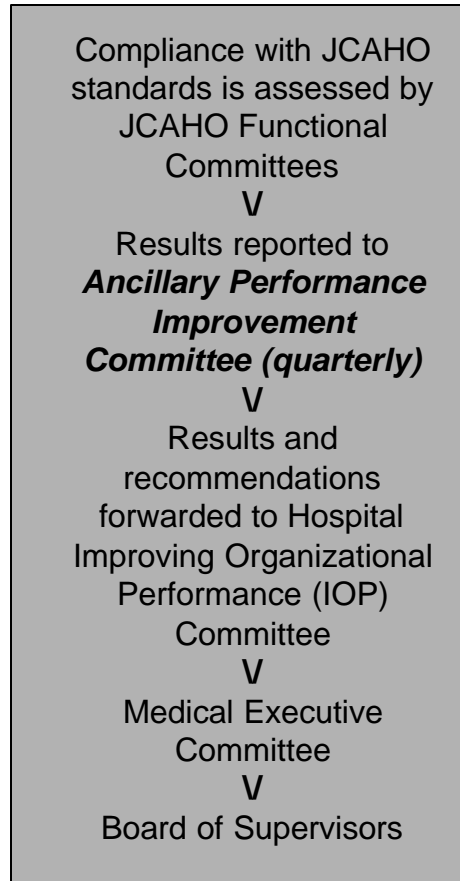 Compliance with JCAHO
standards is assessed by
JCAHO Functional
Committees
\/
Results reported to
Ancillary Performance
Improvement
Committee (quarterly)
\/
Results and
recommendations
forwarded to Hospital
Improving Organizational
Performance (IOP)
Committee
\/
Medical Executive
Committee
\/
Board of Supervisors